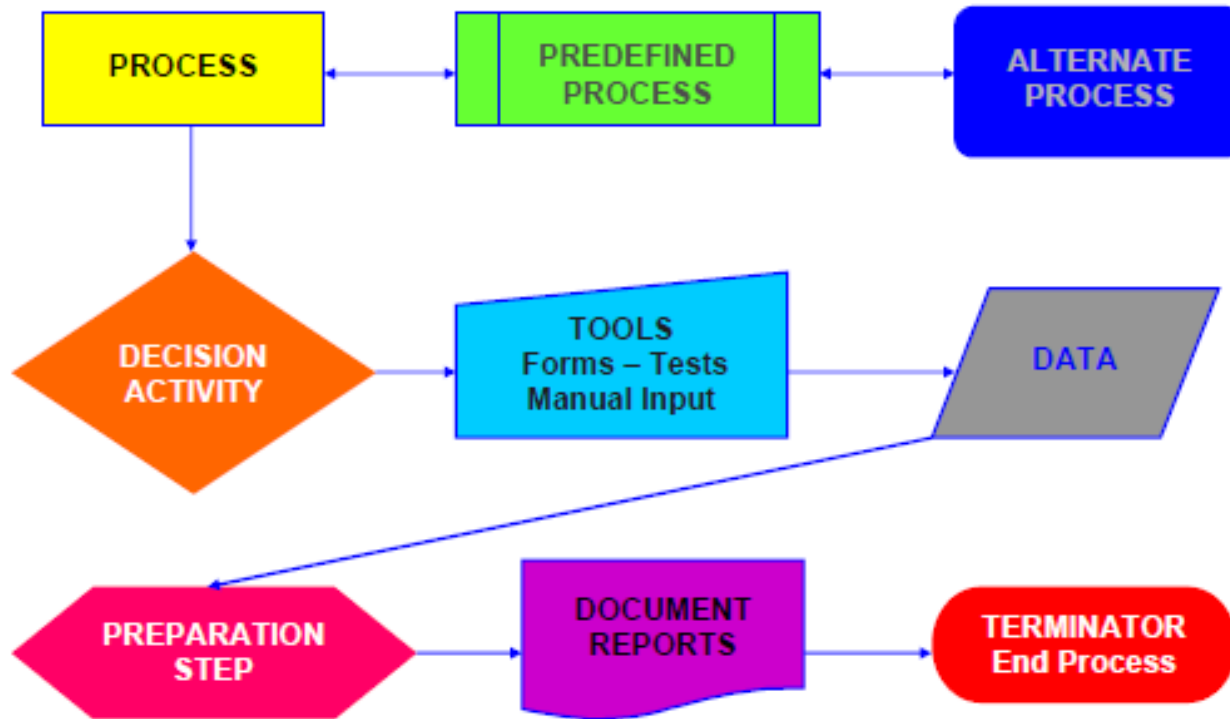 PROCESS
PREDEFINED
PROCESS
ALTERNATE
PROCESS
DECISION
ACTIVITY
TOOLS
Forms – Tests
Manual Input
DATA
PREPARATION
STEP
DOCUMENT
REPORTS
TERMINATOR
End Process